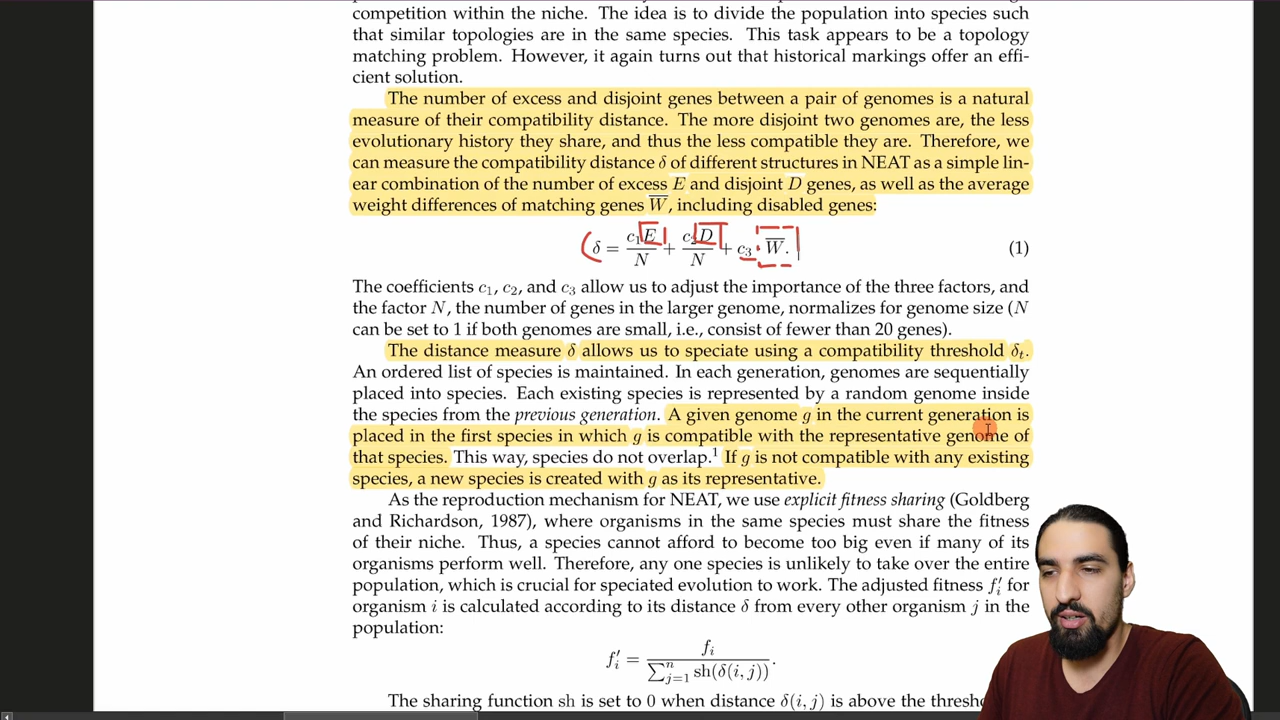 competition within the niche. The idea is to divide the population into species such
that similar topologies are in the same species. This task appears to be a topology
matching problem. However, it again turns out that historical markings offer an effi-
cient solution.
The number of excess and disjoint genes between a pair of genomes is a natural
measure of their compatibility distance. The more disjoint two genomes are, the less
evolutionary history they share, and thus the less compatible they are. Therefore, we
can measure the compatibility distance δ of different structures in NEAT as a simple lin-
ear combination of the number of excess E and disjoint D genes, as well as the average
weight differences of matching genes W̅, including disabled genes:
δ = c₁E/N + c₂D/N + c₃ · W̅. (1)
The coefficients c₁, c₂, and c₃ allow us to adjust the importance of the three factors, and
the factor N, the number of genes in the larger genome, normalizes for genome size (N
can be set to 1 if both genomes are small, i.e., consist of fewer than 20 genes).
The distance measure δ allows us to speciate using a compatibility threshold δₜ.
An ordered list of species is maintained. In each generation, genomes are sequentially
placed into species. Each existing species is represented by a random genome inside
the species from the previous generation. A given genome g in the current generation is
placed in the first species in which g is compatible with the representative genome of
that species. This way, species do not overlap.¹ If g is not compatible with any existing
species, a new species is created with g as its representative.
As the reproduction mechanism for NEAT, we use explicit fitness sharing (Goldberg
and Richardson, 1987), where organisms in the same species must share the fitness
of their niche. Thus, a species cannot afford to become too big even if many of its
organisms perform well. Therefore, any one species is unlikely to take over the entire
population, which is crucial for speciated evolution to work. The adjusted fitness f′ᵢ for
organism i is calculated according to its distance δ from every other organism j in the
population:
f′ᵢ = fᵢ / ∑ⁿⱼ₌₁ sh(δ(i, j)).
The sharing function sh is set to 0 when distance δ(i, j) is above the